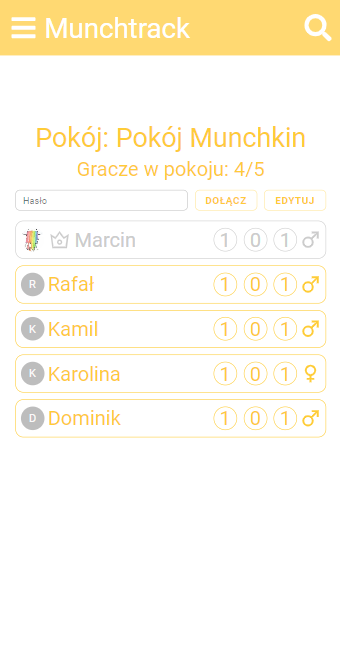 Munchtrack
Pokój: Pokój Munchkin
Gracze w pokoju: 4/5
Hasło DOŁĄCZ EDYTUJ
Marcin 1 0 1
R Rafał 1 0 1
K Kamil 1 0 1
K Karolina 1 0 1
D Dominik 1 0 1